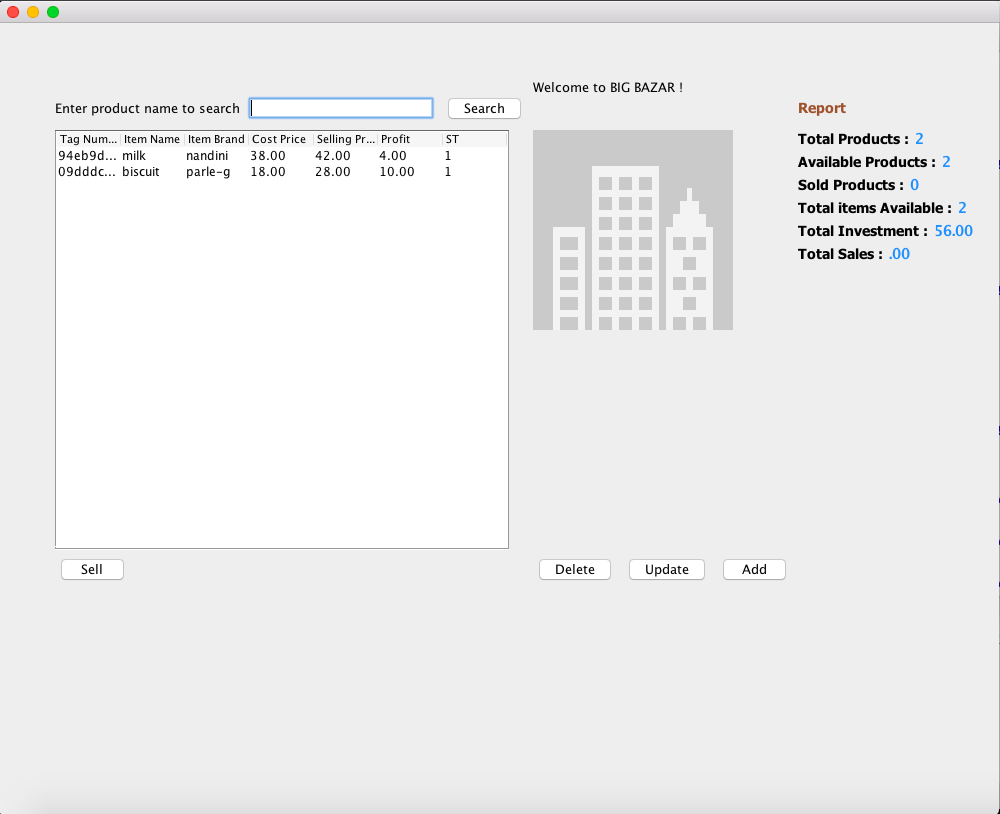 Welcome to BIG BAZAR !
Enter product name to search
Search
Tag Num... Item Name Item Brand Cost Price Selling Pr... Profit ST
94eb9d... milk nandini 38.00 42.00 4.00 1
09dddc... biscuit parle-g 18.00 28.00 10.00 1
Report
Total Products : 2
Available Products : 2
Sold Products : 0
Total items Available : 2
Total Investment : 56.00
Total Sales : .00
Sell
Delete
Update
Add